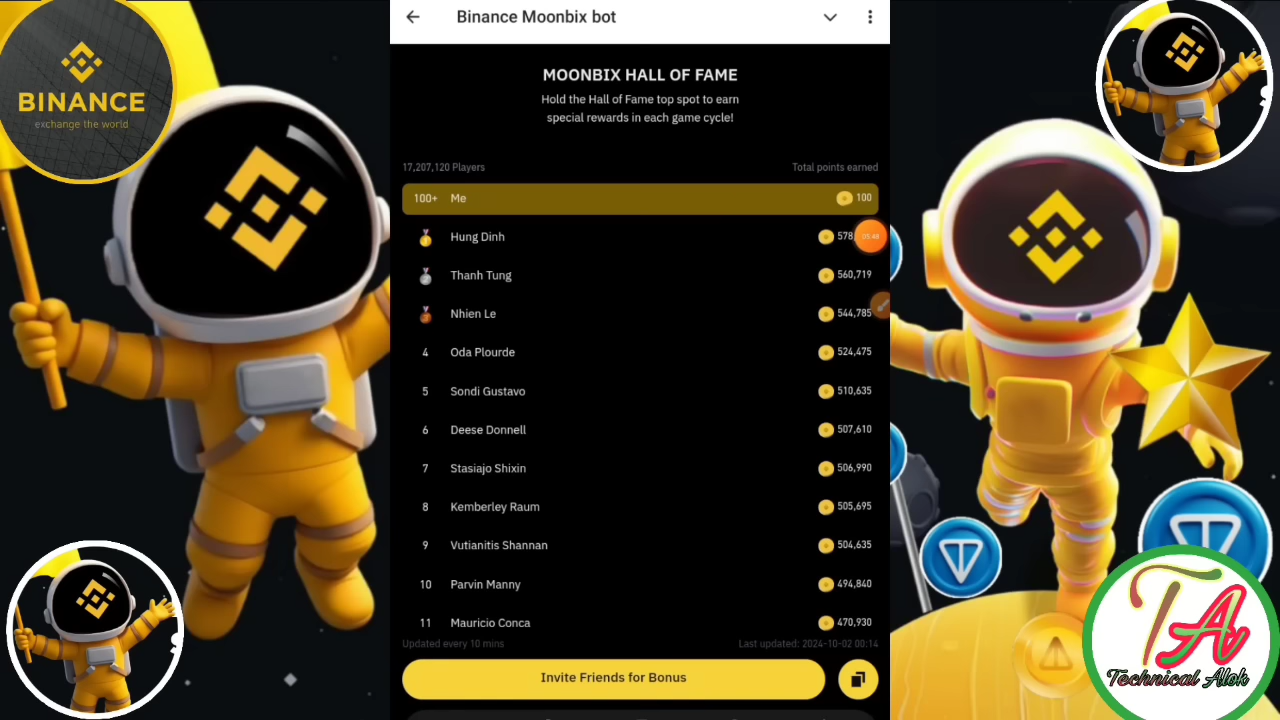 BINANCE
exchange the world
Binance Moonbix bot
MOONBIX HALL OF FAME
Hold the Hall of Fame top spot to earn
special rewards in each game cycle!
17,207,120 Players
Total points earned
100+ Me 100
Hung Dinh 578,
05:48
Thanh Tung 560,719
Nhien Le 544,785
4 Oda Plourde 524,475
5 Sondi Gustavo 510,635
6 Deese Donnell 507,610
7 Stasiajo Shixin 506,990
8 Kemberley Raum 505,695
9 Vutianitis Shannan 504,635
10 Parvin Manny 494,840
11 Mauricio Conca 470,930
Updated every 10 mins
Last updated: 2024-10-02 00:14
Invite Friends for Bonus
TA
Technical Alok